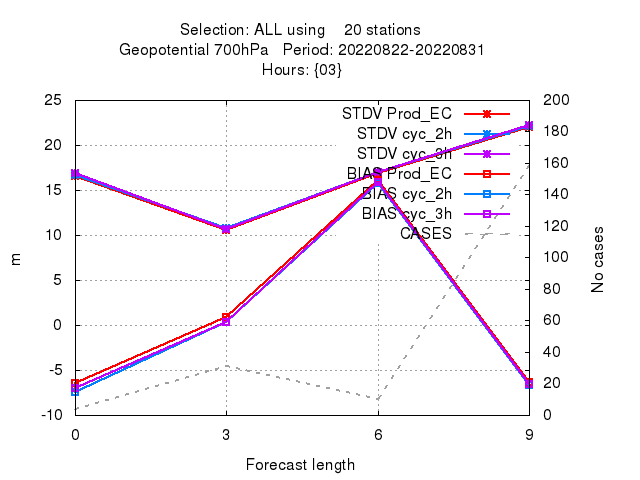 Selection: ALL using 20 stations
Geopotential 700hPa Period: 20220822-20220831
Hours: {03}
25 200
STDV Prod_EC
180
STDV cyc_2h
20
STDV cyc_3h
160
BIAS Prod_EC
15
BIAS cyc_2h
140
BIAS cyc_3h
120
CASES
10 100
m
No cases
5
80
0
60
40
-5
20
-10 0
0 3 6 9
Forecast length